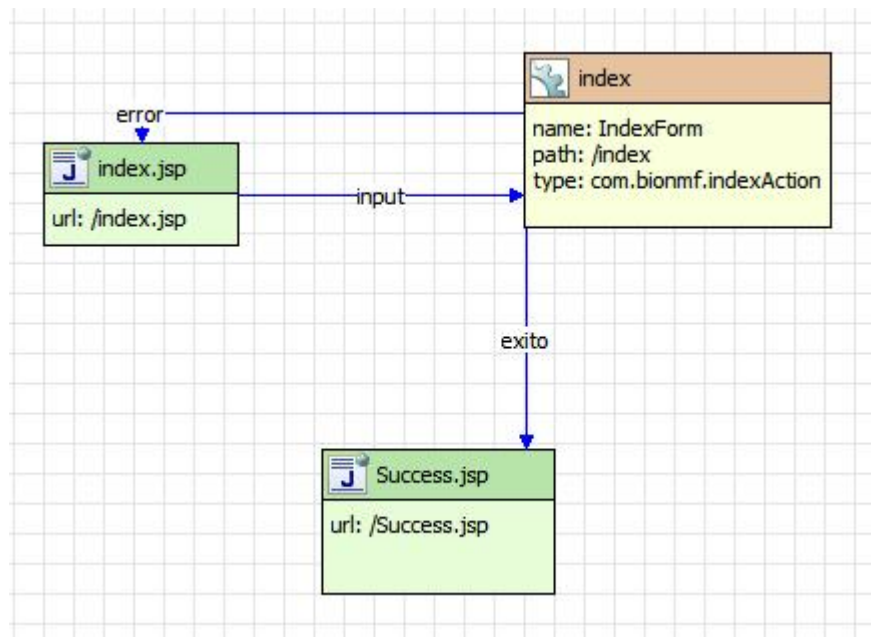 index
name: IndexForm
path: /index
type: com.bionmf.indexAction
error
index.jsp
url: /index.jsp
input
exito
Success.jsp
url: /Success.jsp